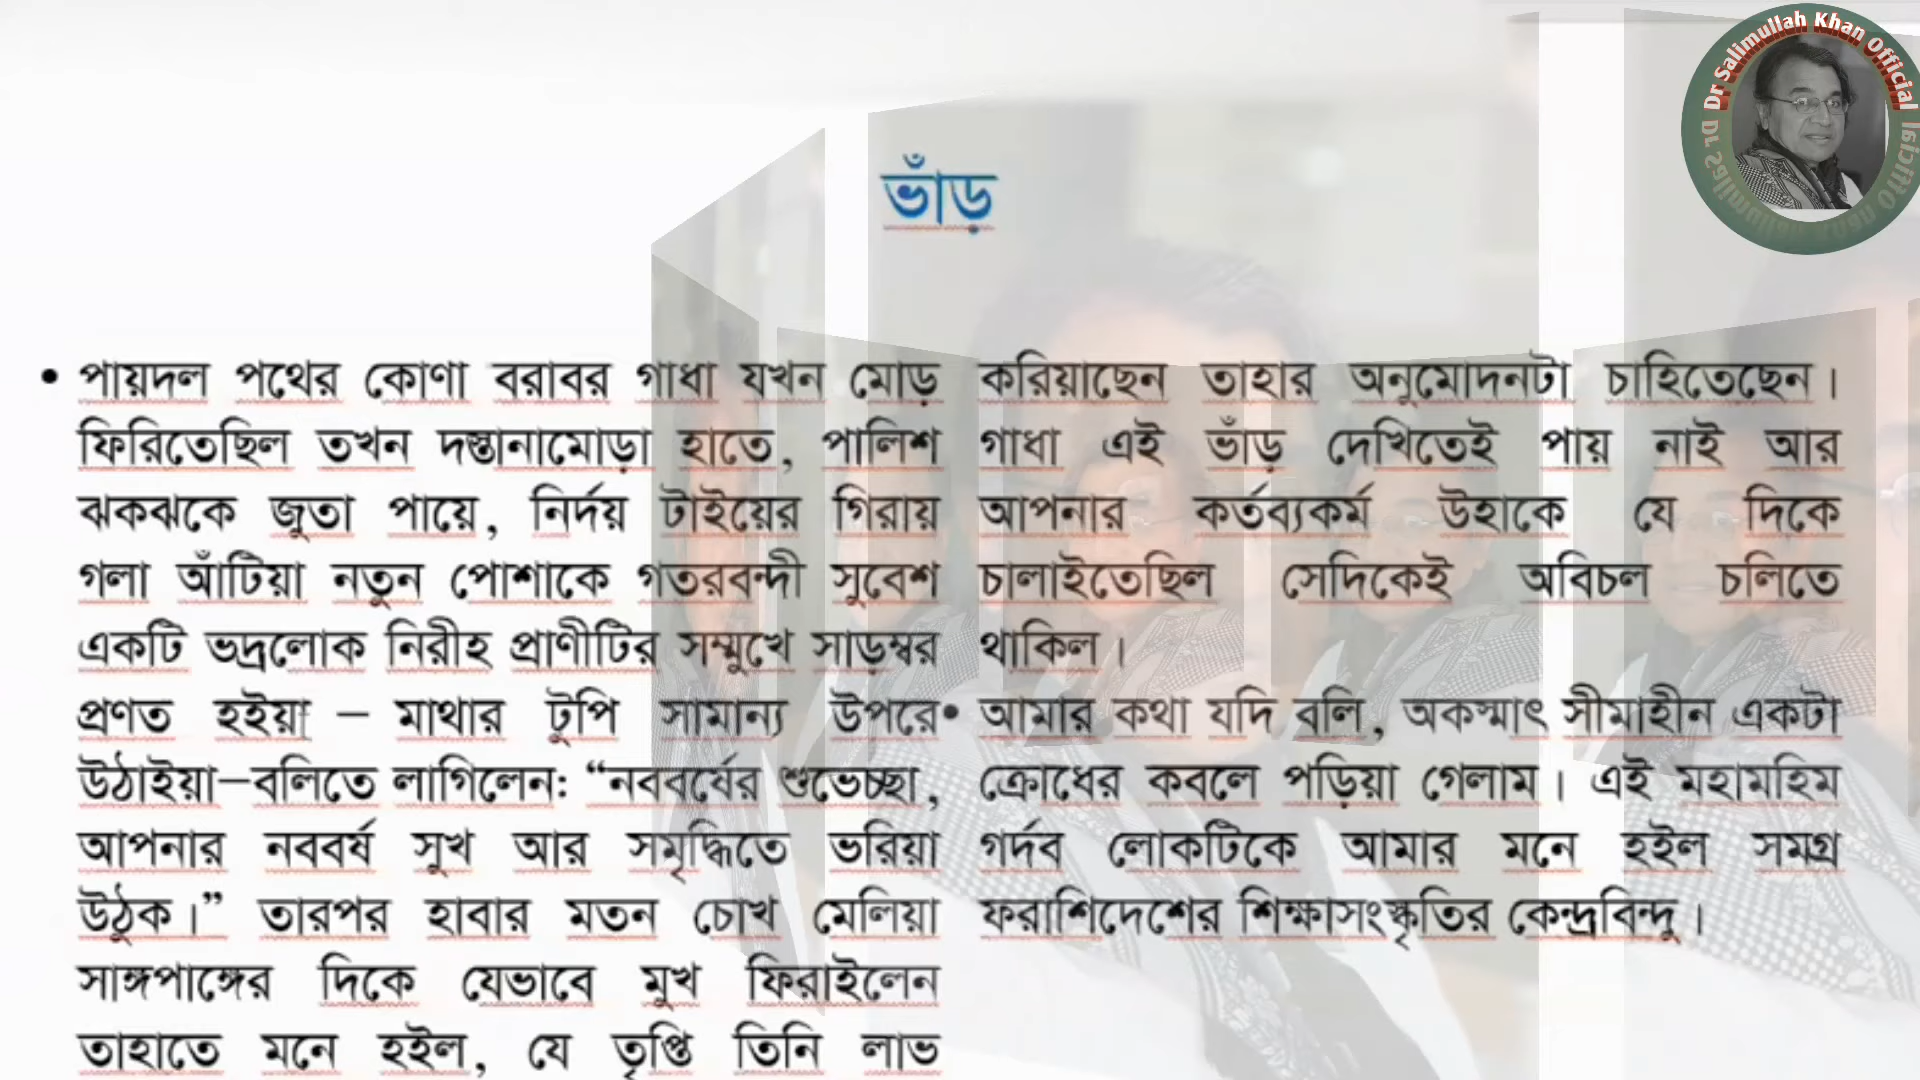 Dr Salimullah Khan Official
ভাঁড়
• পায়দল পথের কোণা বরাবর গাধা যখন মোড়
ফিরিতেছিল তখন দস্তানামোড়া হাতে, পালিশ
ঝকঝকে জুতা পায়ে, নির্দয় টাইয়ের গিরায়
গলা আঁটিয়া নতুন পোশাকে গতরবন্দী সুবেশ
একটি ভদ্রলোক নিরীহ প্রাণীটির সম্মুখে সাড়ম্বর
প্রণত হইয়া – মাথার টুপি সামান্য উপরে
উঠাইয়া–বলিতে লাগিলেন: “নববর্ষের শুভেচ্ছা,
আপনার নববর্ষ সুখ আর সমৃদ্ধিতে ভরিয়া
উঠুক।” তারপর হাবার মতন চোখ মেলিয়া
সাঙ্গপাঙ্গের দিকে যেভাবে মুখ ফিরাইলেন
তাহাতে মনে হইল, যে তৃপ্তি তিনি লাভ
করিয়াছেন তাহার অনুমোদনটা চাহিতেছেন।
গাধা এই ভাঁড় দেখিতেই পায় নাই আর
আপনার কর্তব্যকর্ম উহাকে যে দিকে
চালাইতেছিল সেদিকেই অবিচল চলিতে
থাকিল।
• আমার কথা যদি বলি, অকস্মাৎ সীমাহীন একটা
ক্রোধের কবলে পড়িয়া গেলাম। এই মহামহিম
গর্দব লোকটিকে আমার মনে হইল সমগ্র
ফরাশিদেশের শিক্ষাসংস্কৃতির কেন্দ্রবিন্দু।